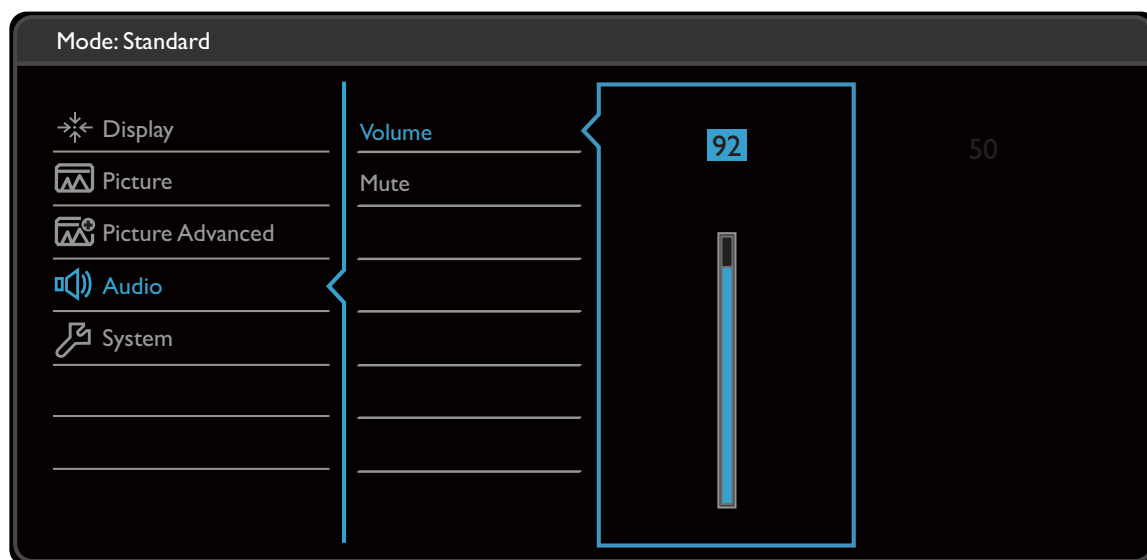 Mode: Standard
Display
Picture
Picture Advanced
Audio
System
Volume
Mute
92
50